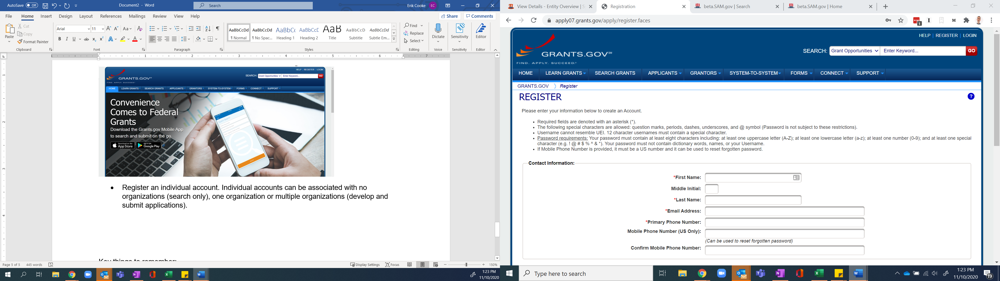 AutoSave Off
Document2 - Word
Search
Erik Cooke EC
File Home Insert Design Layout References Mailings Review View Help
Share Comments
Paste
Cut
Copy
Format Painter
Clipboard
Arial 11
Font
Paragraph
AaBbCcDd AaBbCcDd AaBbC AaBbCcC AaB AaBbCcD AaBbCcDd
¶ Normal ¶ No Spac... Heading 1 Heading 2 Title Subtitle Subtle Em...
Styles
Find
Replace
Select
Editing
Dictate
Voice
Sensitivity
Sensitivity
Editor
Editor
1 1 2 3 4 5 6 7
HELP | REGISTER | LOGIN
GRANTS.GOV℠
FIND. APPLY. SUCCEED.
SEARCH: Grant Opportunities Enter Keyword... GO
HOME LEARN GRANTS SEARCH GRANTS APPLICANTS GRANTORS SYSTEM-TO-SYSTEM FORMS CONNECT SUPPORT
Convenience
Comes to Federal
Grants
Download the Grants.gov Mobile App
to search and submit on the go.
Download on the App Store
GET IT ON Google Play
• Register an individual account. Individual accounts can be associated with no
organizations (search only), one organization or multiple organizations (develop and
submit applications).
Key things to remember:
Page 5 of 5 445 words
Display Settings Focus 150%
1:23 PM
11/10/2020
View Details - Entity Overview | S
Registration
beta.SAM.gov | Search
beta.SAM.gov | Home
apply07.grants.gov/apply/register.faces
HELP | REGISTER | LOGIN
GRANTS.GOV℠
FIND. APPLY. SUCCEED.℠
SEARCH: Grant Opportunities Enter Keyword... GO
HOME LEARN GRANTS SEARCH GRANTS APPLICANTS GRANTORS SYSTEM-TO-SYSTEM FORMS CONNECT SUPPORT
GRANTS.GOV Register
REGISTER
?
Please enter your information below to create an Account.
• Required fields are denoted with an asterisk (*).
• The following special characters are allowed: question marks, periods, dashes, underscores, and @ symbol (Password is not subject to these restrictions).
• Username cannot resemble UEI. 12 character usernames must contain a special character.
• Password requirements: Your password must contain at least eight characters including: at least one uppercase letter (A-Z); at least one lowercase letter (a-z); at least one number (0-9); and at least one special
character (e.g. ! @ # $ % ^ & *). Your password must not contain dictionary words, names, or your Username.
• If Mobile Phone Number is provided, it must be a US number and it can be used to reset forgotten password.
Contact Information:
*First Name:
Middle Initial:
*Last Name:
*Email Address:
*Primary Phone Number:
Mobile Phone Number (US Only):
(Can be used to reset forgotten password)
Confirm Mobile Phone Number:
Type here to search
1:23 PM
11/10/2020
19